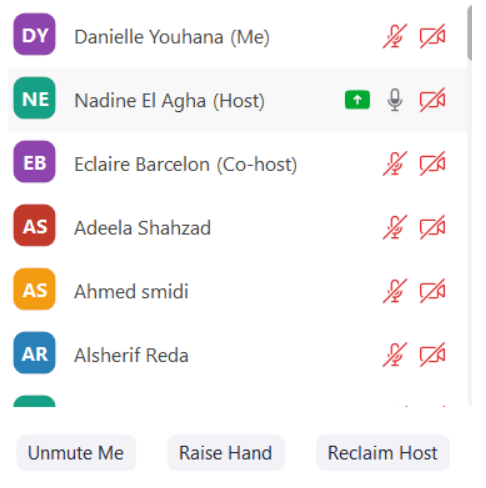 DY Danielle Youhana (Me)
NE Nadine El Agha (Host)
EB Eclaire Barcelon (Co-host)
AS Adeela Shahzad
AS Ahmed smidi
AR Alsherif Reda
Unmute Me Raise Hand Reclaim Host